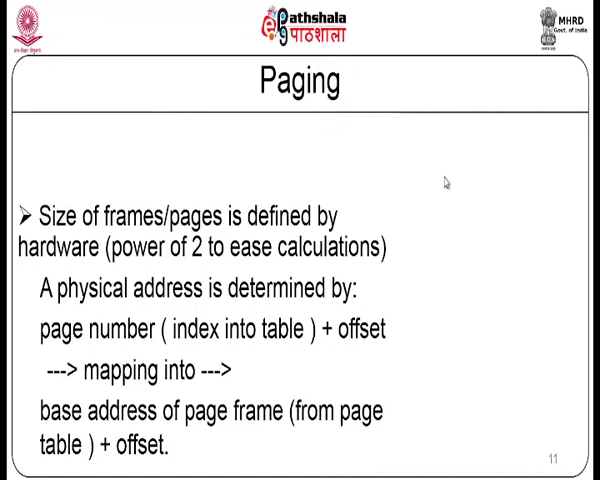 ePathshala
पाठशाला
MHRD
Govt. of India
Paging
➤ Size of frames/pages is defined by
hardware (power of 2 to ease calculations)
A physical address is determined by:
page number ( index into table ) + offset
---> mapping into --->
base address of page frame (from page
table ) + offset.
11